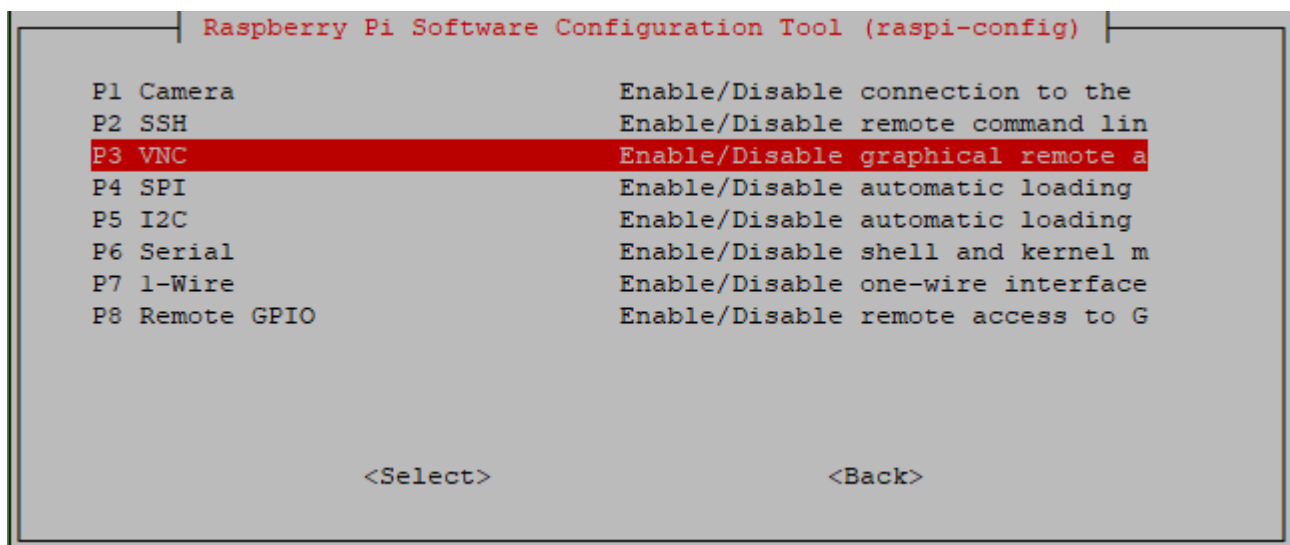 Raspberry Pi Software Configuration Tool (raspi-config)
P1 Camera Enable/Disable connection to the
P2 SSH Enable/Disable remote command lin
P3 VNC Enable/Disable graphical remote a
P4 SPI Enable/Disable automatic loading
P5 I2C Enable/Disable automatic loading
P6 Serial Enable/Disable shell and kernel m
P7 1-Wire Enable/Disable one-wire interface
P8 Remote GPIO Enable/Disable remote access to G
<Select> <Back>